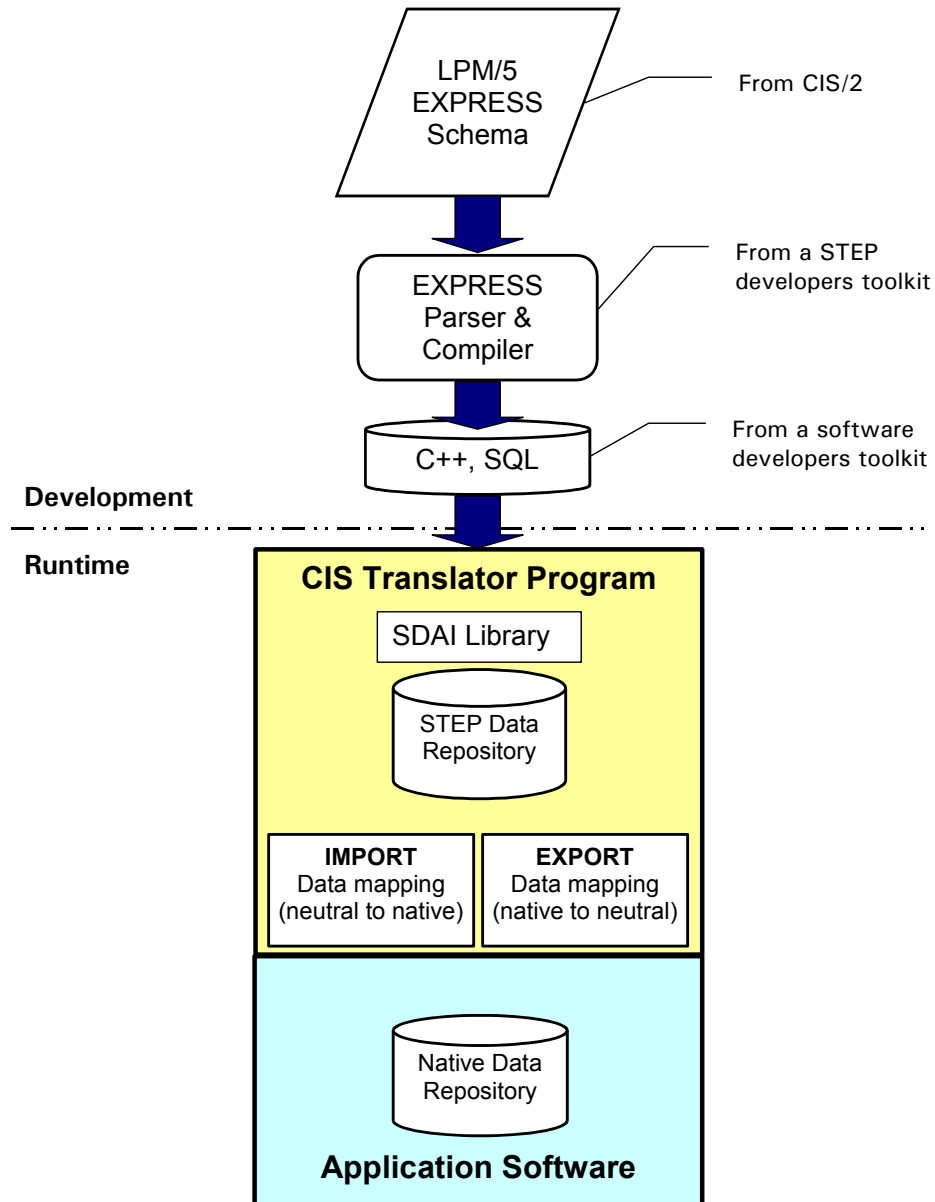 LPM/5
EXPRESS
Schema
From CIS/2
EXPRESS
Parser &
Compiler
From a STEP
developers toolkit
C++, SQL
From a software
developers toolkit
Development
Runtime
CIS Translator Program
SDAI Library
STEP Data
Repository
IMPORT
Data mapping
(neutral to native)
EXPORT
Data mapping
(native to neutral)
Native Data
Repository
Application Software